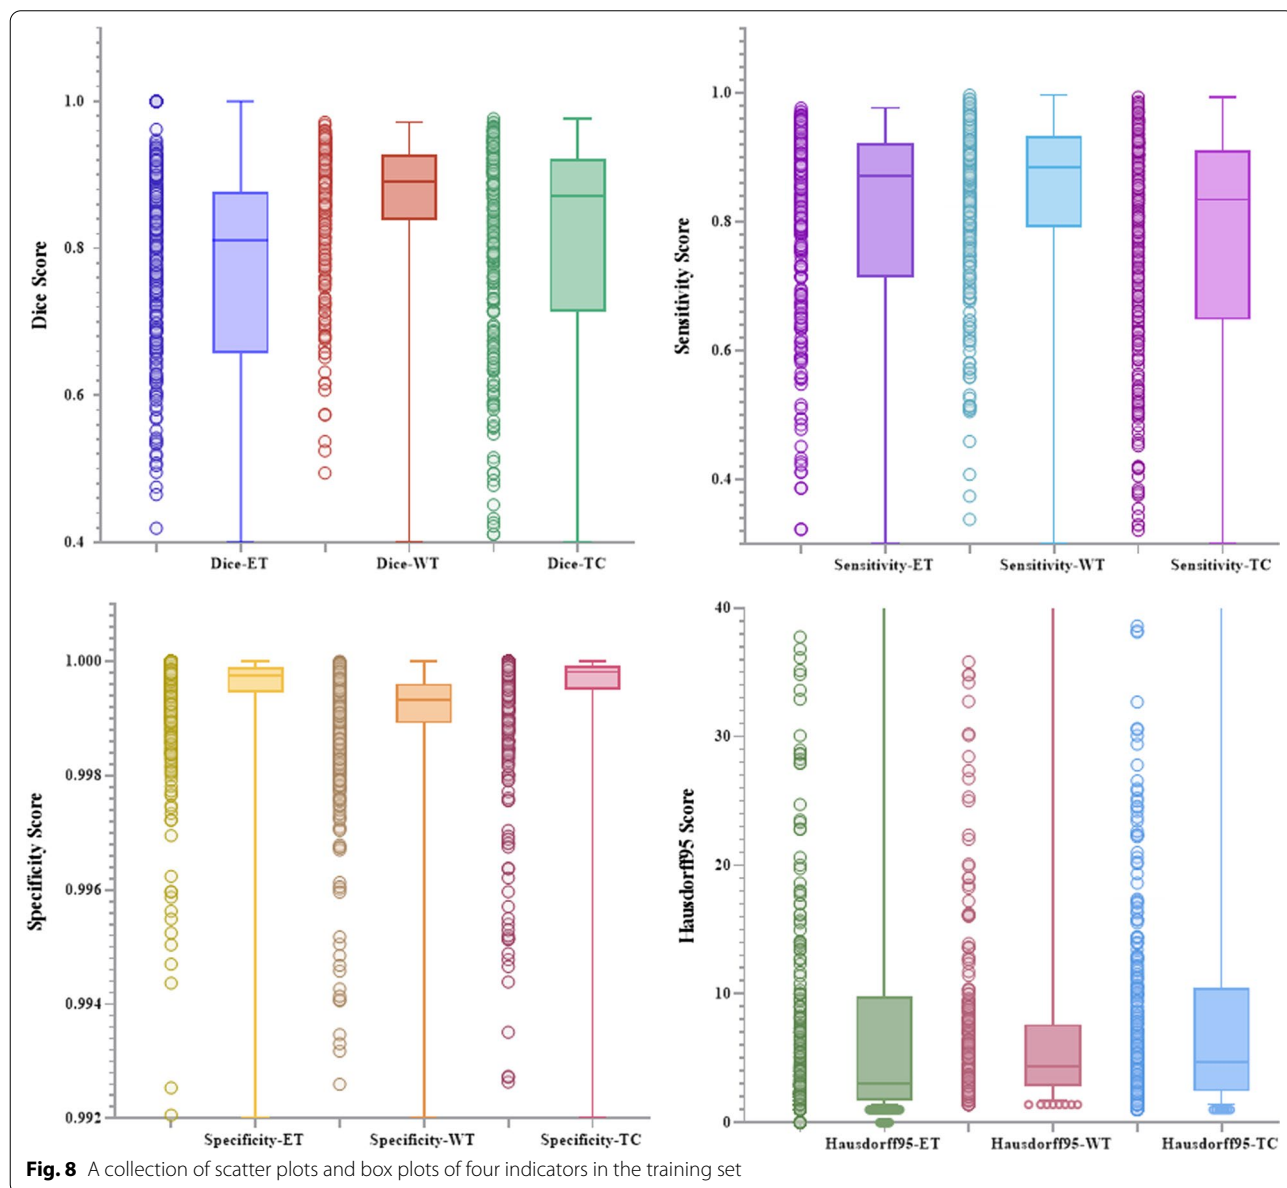 Dice Score
1.0
0.8
0.6
0.4
Dice-ET Dice-WT Dice-TC
Sensitivity Score
1.0
0.8
0.6
0.4
Sensitivity-ET Sensitivity-WT Sensitivity-TC
Specificity Score
1.000
0.998
0.996
0.994
0.992
Specificity-ET Specificity-WT Specificity-TC
Hausdorff95 Score
40
30
20
10
0
Hausdorff95-ET Hausdorff95-WT Hausdorff95-TC
Fig. 8 A collection of scatter plots and box plots of four indicators in the training set